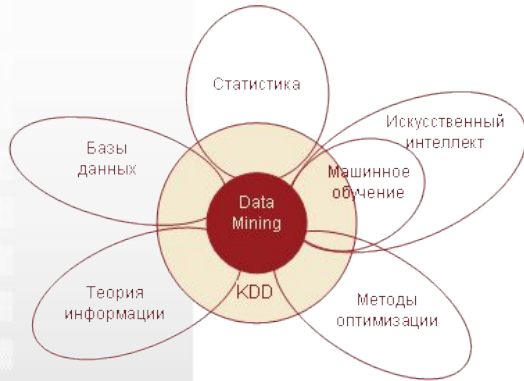 Статистика
Искусственный
интеллект
Базы
данных
Машинное
обучение
Data
Mining
KDD
Теория
информации
Методы
оптимизации